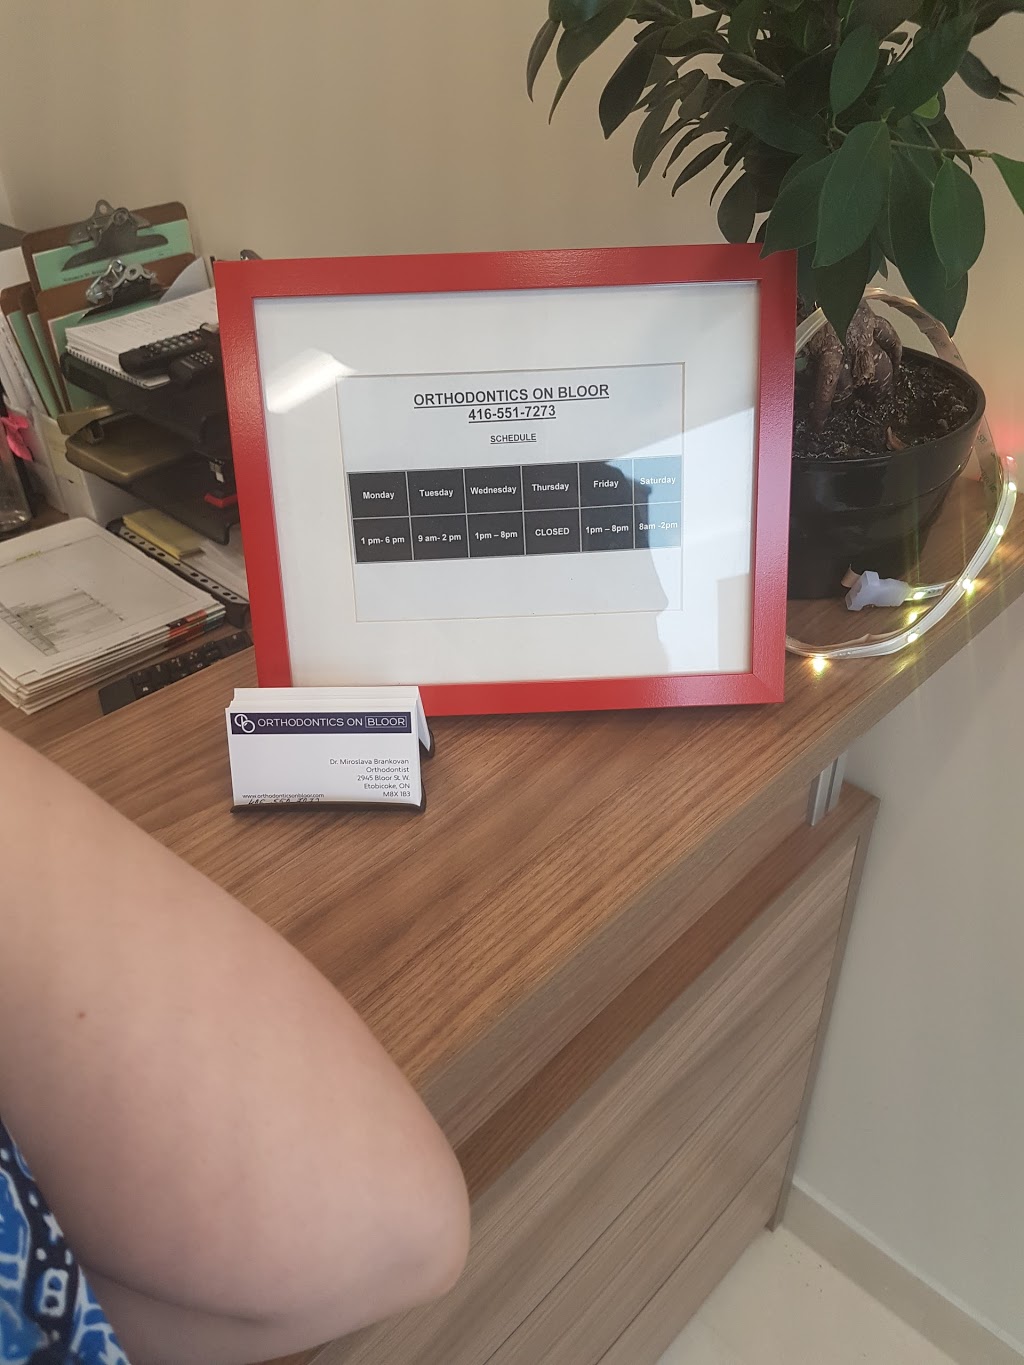 ORTHODONTICS ON BLOOR
416-551-7273
SCHEDULE
Monday Tuesday Wednesday Thursday Friday Saturday
1 pm- 6 pm 9 am- 2 pm 1pm – 8pm CLOSED 1pm – 8pm 8am -2pm
ORTHODONTICS ON BLOOR
Dr. Miroslava Brankovan
Orthodontist
2945 Bloor St. W.
Etobicoke, ON
M8X 1B3
www.orthodonticsonbloor.com